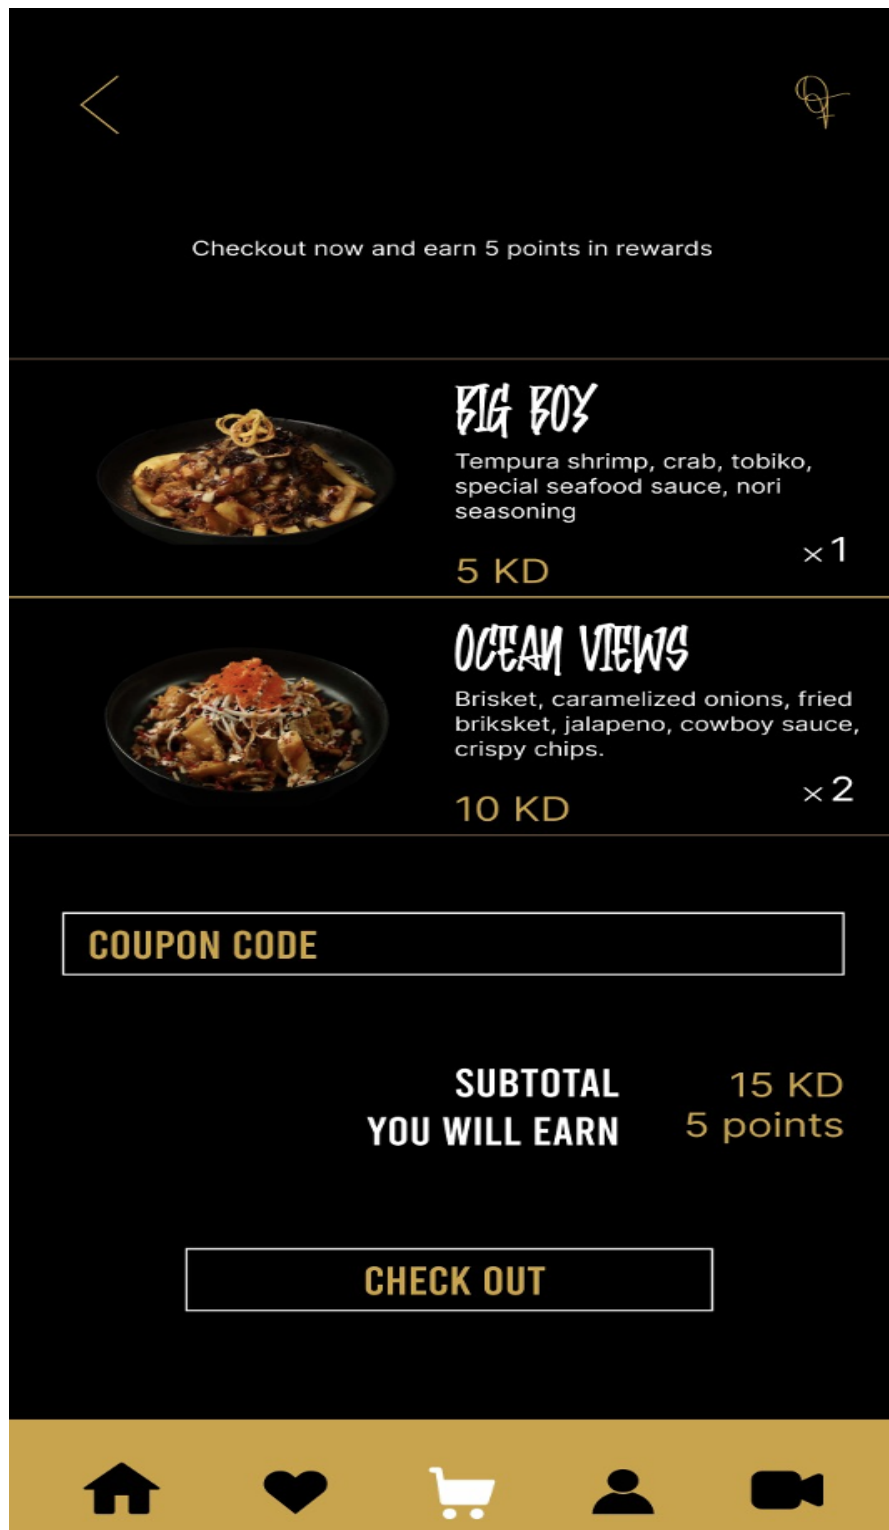 Checkout now and earn 5 points in rewards
BIG BOY
Tempura shrimp, crab, tobiko,
special seafood sauce, nori
seasoning
5 KD
×1
OCEAN VIEWS
Brisket, caramelized onions, fried
briksket, jalapeno, cowboy sauce,
crispy chips.
10 KD
×2
COUPON CODE
SUBTOTAL 15 KD
YOU WILL EARN 5 points
CHECK OUT